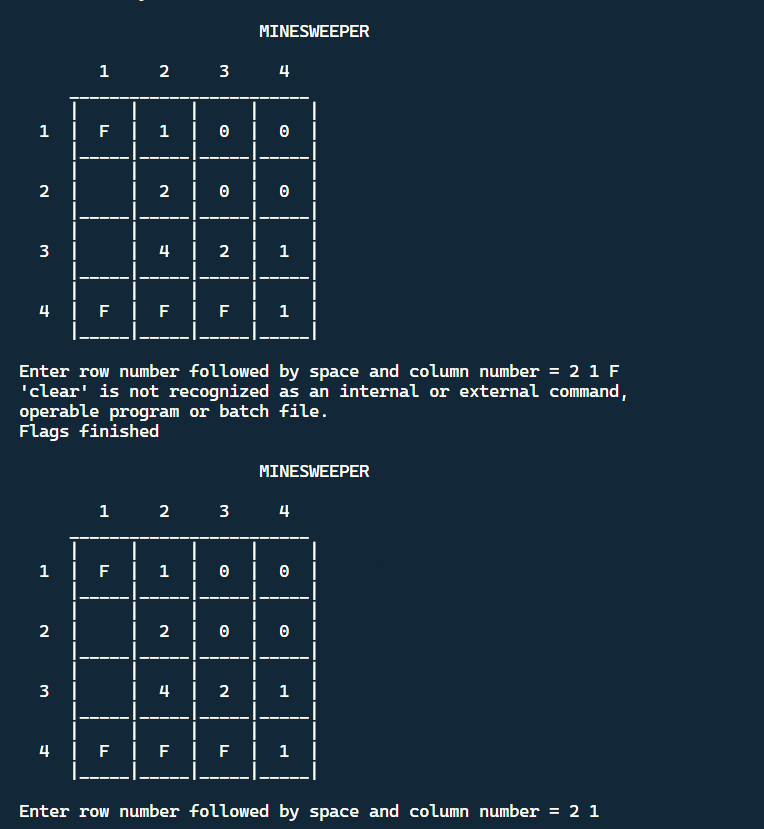 MINESWEEPER
1 2 3 4
_______________________
| | | | |
1 | F | 1 | 0 | 0 |
|_____|_____|_____|_____|
| | | | |
2 | | 2 | 0 | 0 |
|_____|_____|_____|_____|
| | | | |
3 | | 4 | 2 | 1 |
|_____|_____|_____|_____|
| | | | |
4 | F | F | F | 1 |
|_____|_____|_____|_____|
Enter row number followed by space and column number = 2 1 F
'clear' is not recognized as an internal or external command,
operable program or batch file.
Flags finished
MINESWEEPER
1 2 3 4
_______________________
| | | | |
1 | F | 1 | 0 | 0 |
|_____|_____|_____|_____|
| | | | |
2 | | 2 | 0 | 0 |
|_____|_____|_____|_____|
| | | | |
3 | | 4 | 2 | 1 |
|_____|_____|_____|_____|
| | | | |
4 | F | F | F | 1 |
|_____|_____|_____|_____|
Enter row number followed by space and column number = 2 1